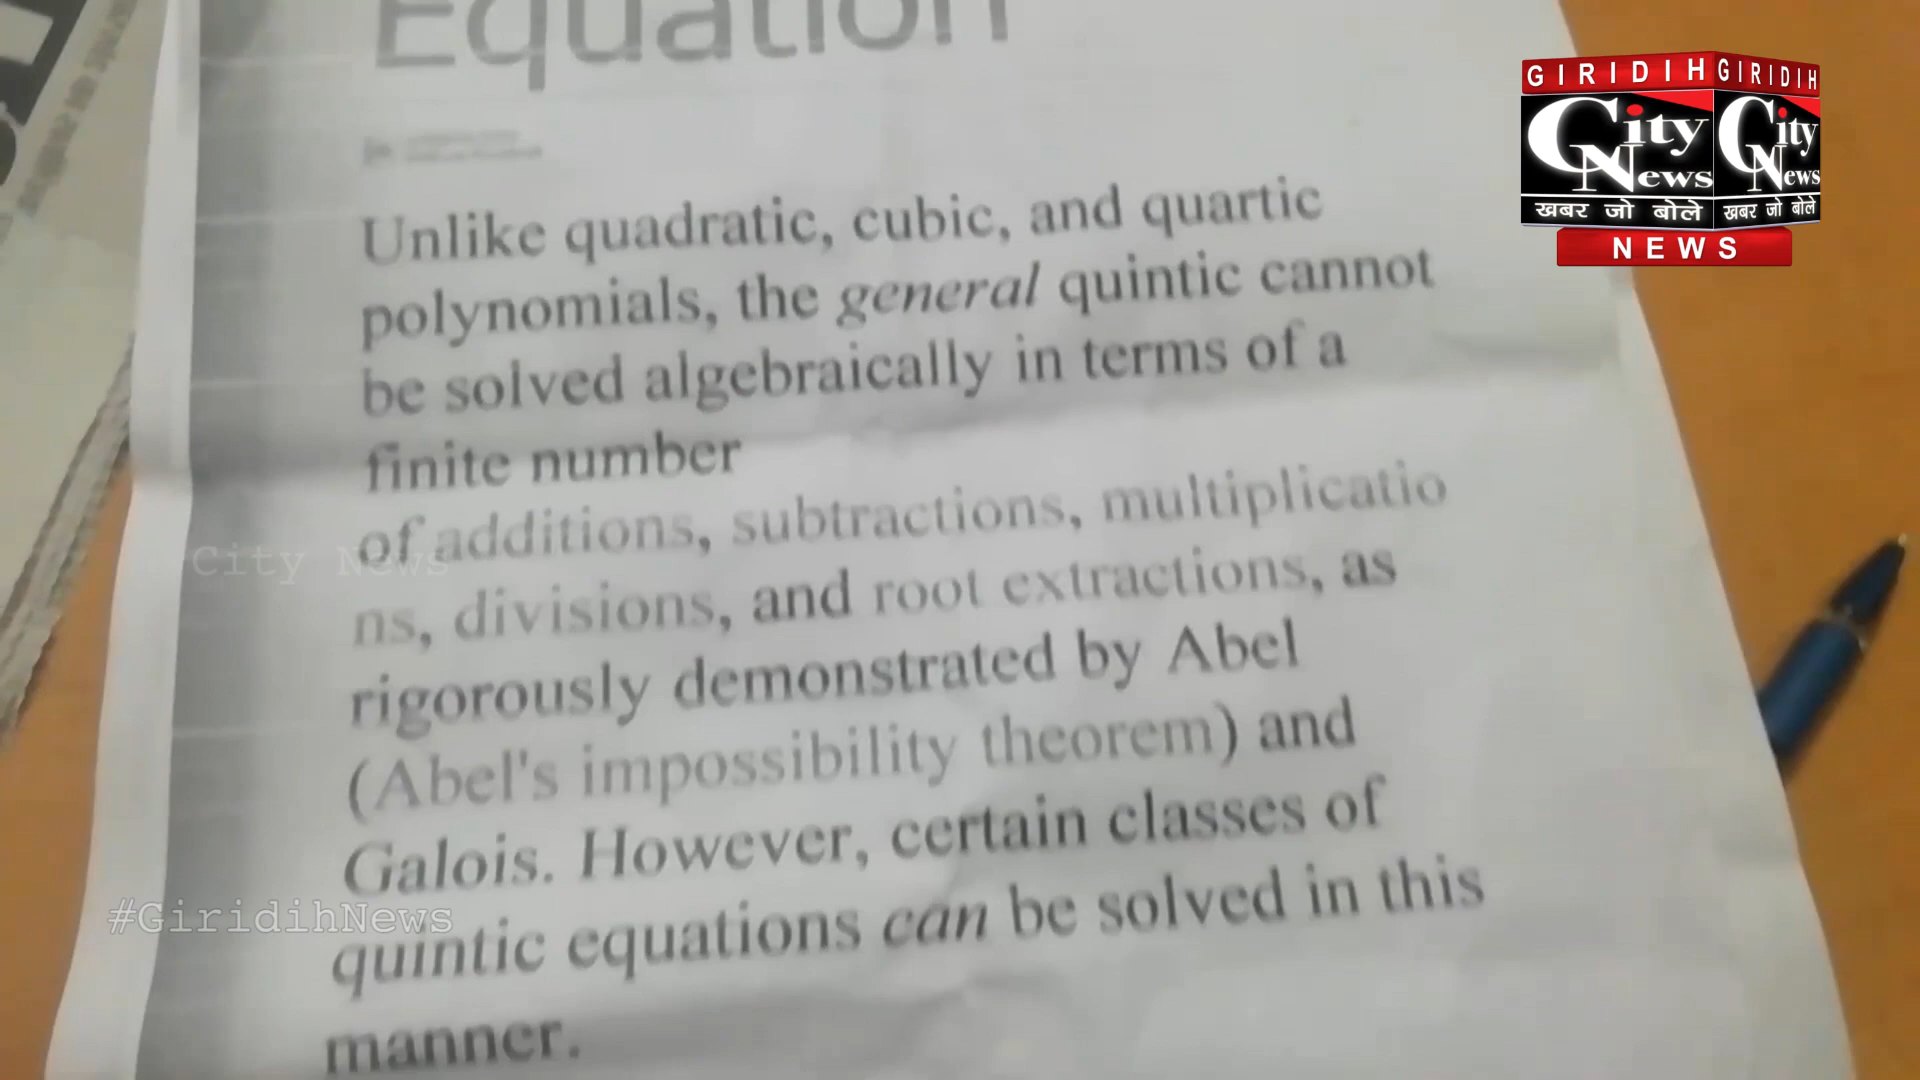 Equation
Unlike quadratic, cubic, and quartic
polynomials, the general quintic cannot
be solved algebraically in terms of a
finite number
of additions, subtractions, multiplicatio
ns, divisions, and root extractions, as
rigorously demonstrated by Abel
(Abel's impossibility theorem) and
Galois. However, certain classes of
quintic equations can be solved in this
manner.
GIRIDIH GIRIDIH
City News City News
खबर जो बोले खबर जो बोले
NEWS
City News
#GiridihNews